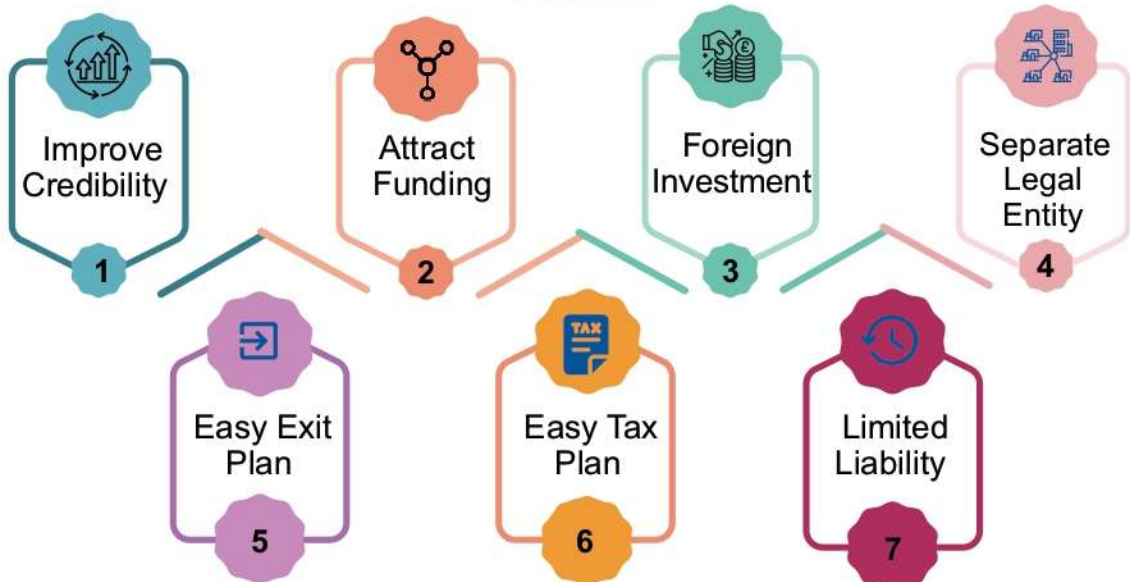 Improve
Credibility
1
Attract
Funding
2
Foreign
Investment
3
£
Separate
Legal
Entity
4
Easy Exit
Plan
5
TAX
Easy Tax
Plan
6
Limited
Liability
7